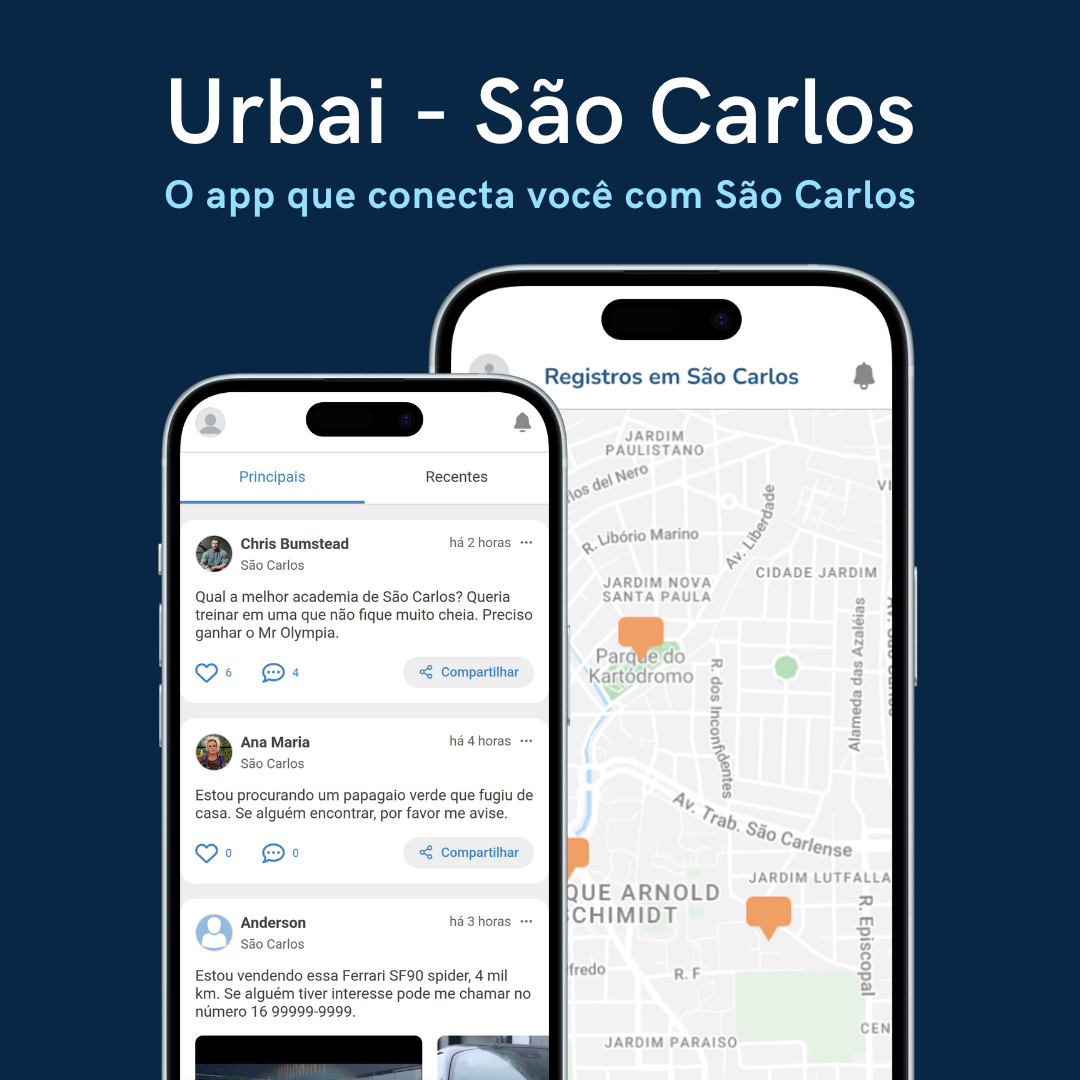 Urbai - São Carlos
O app que conecta você com São Carlos
Registros em São Carlos
Principais
Recentes
Chris Bumstead
há 2 horas
São Carlos
Qual a melhor academia de São Carlos? Queria
treinar em uma que não fique muito cheia. Preciso
ganhar o Mr Olympia.
6
4
Compartilhar
Ana Maria
há 4 horas
São Carlos
Estou procurando um papagaio verde que fugiu de
casa. Se alguém encontrar, por favor me avise.
0
0
Compartilhar
Anderson
há 3 horas
São Carlos
Estou vendendo essa Ferrari SF90 spider, 4 mil
km. Se alguém tiver interesse pode me chamar no
número 16 99999-9999.
JARDIM
PAULISTANO
los del Nero
VI
R. Libório Marino
Av. Liberdade
CIDADE JARDIM
JARDIM NOVA
SANTA PAULA
Parque do
Kartódromo
R. dos Inconfidentes
Alameda das Azaléias
Av. Trab. São Carlense
JARDIM LUTFALLA
QUE ARNOLD
SCHIMIDT
R. Episcopal
fredo
R. F
CEN
JARDIM PARAISO